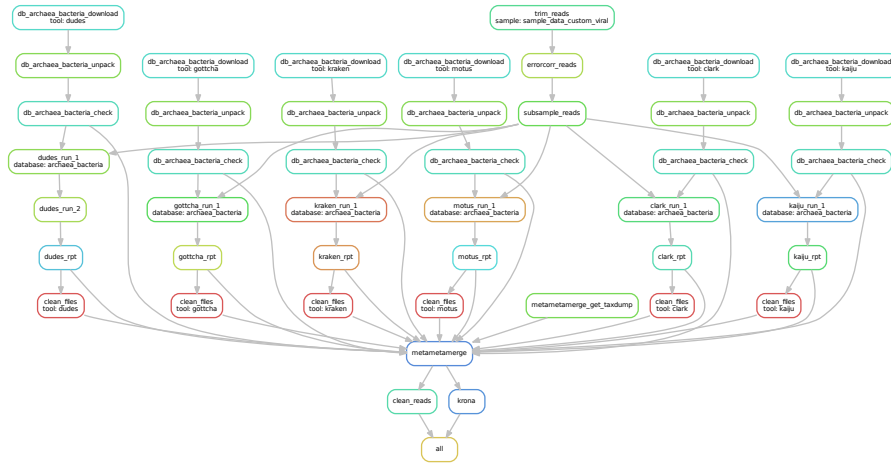 db_archaea_bacteria_download
tool: dudes
trim_reads
sample: sample_data_custom_viral
db_archaea_bacteria_unpack
db_archaea_bacteria_download
tool: gottcha
db_archaea_bacteria_download
tool: kraken
db_archaea_bacteria_download
tool: motus
errorcorr_reads
db_archaea_bacteria_download
tool: clark
db_archaea_bacteria_download
tool: kaiju
db_archaea_bacteria_check
db_archaea_bacteria_unpack
db_archaea_bacteria_unpack
db_archaea_bacteria_unpack
subsample_reads
db_archaea_bacteria_unpack
db_archaea_bacteria_unpack
dudes_run_1
database: archaea_bacteria
db_archaea_bacteria_check
db_archaea_bacteria_check
db_archaea_bacteria_check
db_archaea_bacteria_check
db_archaea_bacteria_check
dudes_run_2
gottcha_run_1
database: archaea_bacteria
kraken_run_1
database: archaea_bacteria
motus_run_1
database: archaea_bacteria
clark_run_1
database: archaea_bacteria
kaiju_run_1
database: archaea_bacteria
dudes_rpt
gottcha_rpt
kraken_rpt
motus_rpt
clark_rpt
kaiju_rpt
clean_files
tool: dudes
clean_files
tool: gottcha
clean_files
tool: kraken
clean_files
tool: motus
metametamerge_get_taxdump
clean_files
tool: clark
clean_files
tool: kaiju
metametamerge
clean_reads
krona
all